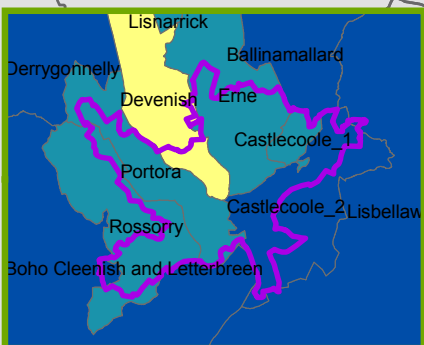 Lisnarrick
Ballinamallard
Derrygonnelly
Devenish
Erne
Castlecoole_1
Portora
Castlecoole_2
Lisbellaw
Rossorry
Boho Cleenish and Letterbreen